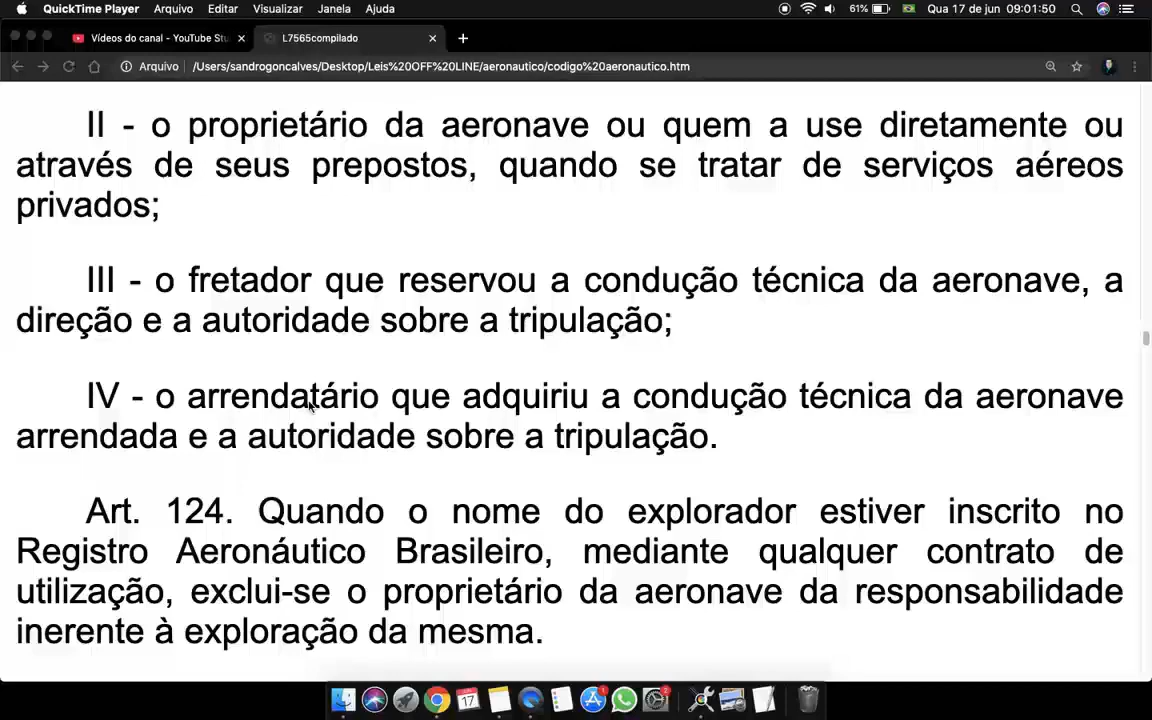 QuickTime Player Arquivo Editar Visualizar Janela Ajuda 61% Qua 17 de jun 09:01:50
Vídeos do canal - YouTube Stu L7565compilado
Arquivo /Users/sandrogoncalves/Desktop/Leis%20OFF%20LINE/aeronautico/codigo%20aeronautico.htm
II - o proprietário da aeronave ou quem a use diretamente ou
através de seus prepostos, quando se tratar de serviços aéreos
privados;
III - o fretador que reservou a condução técnica da aeronave, a
direção e a autoridade sobre a tripulação;
IV - o arrendatário que adquiriu a condução técnica da aeronave
arrendada e a autoridade sobre a tripulação.
Art. 124. Quando o nome do explorador estiver inscrito no
Registro Aeronáutico Brasileiro, mediante qualquer contrato de
utilização, exclui-se o proprietário da aeronave da responsabilidade
inerente à exploração da mesma.
17 1 2